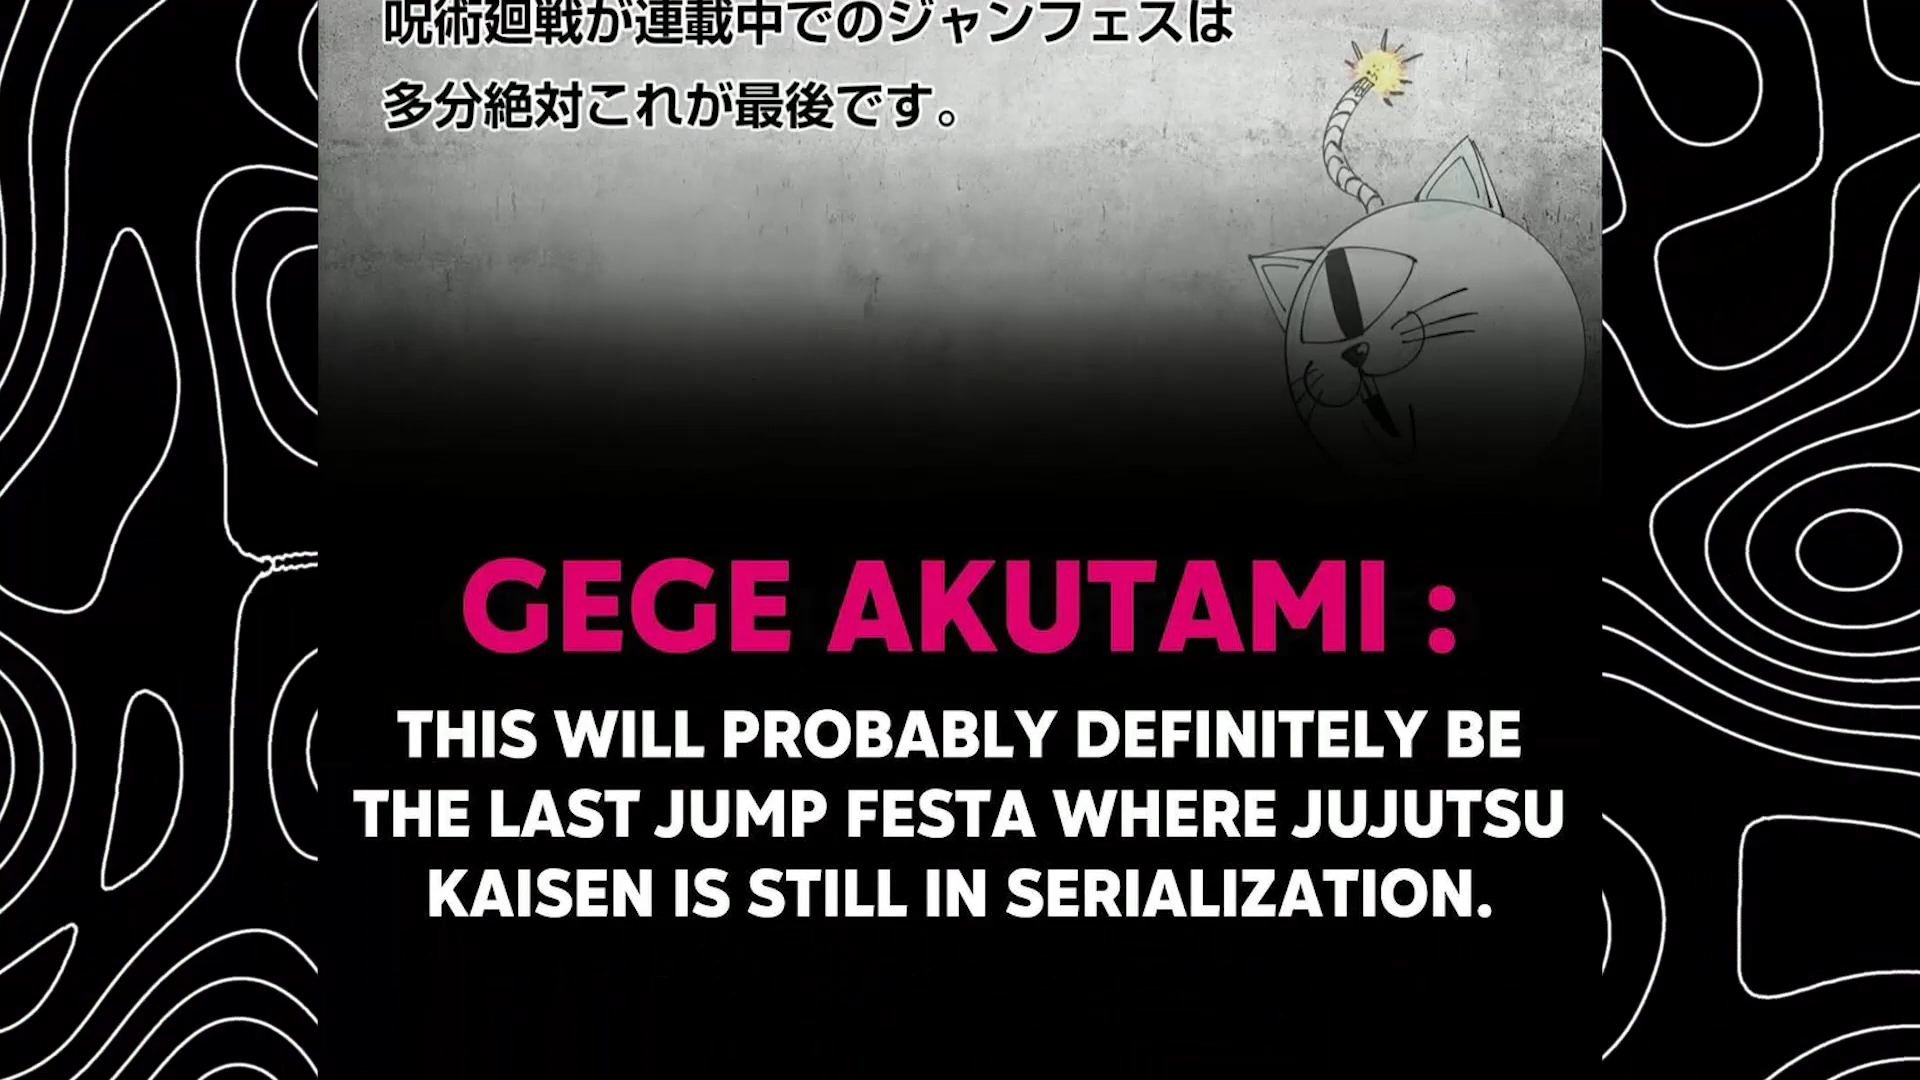 呪術廻戦が連載中でのジャンフェスは
多分絶対これが最後です。
GEGE AKUTAMI :
THIS WILL PROBABLY DEFINITELY BE
THE LAST JUMP FESTA WHERE JUJUTSU
KAISEN IS STILL IN SERIALIZATION.